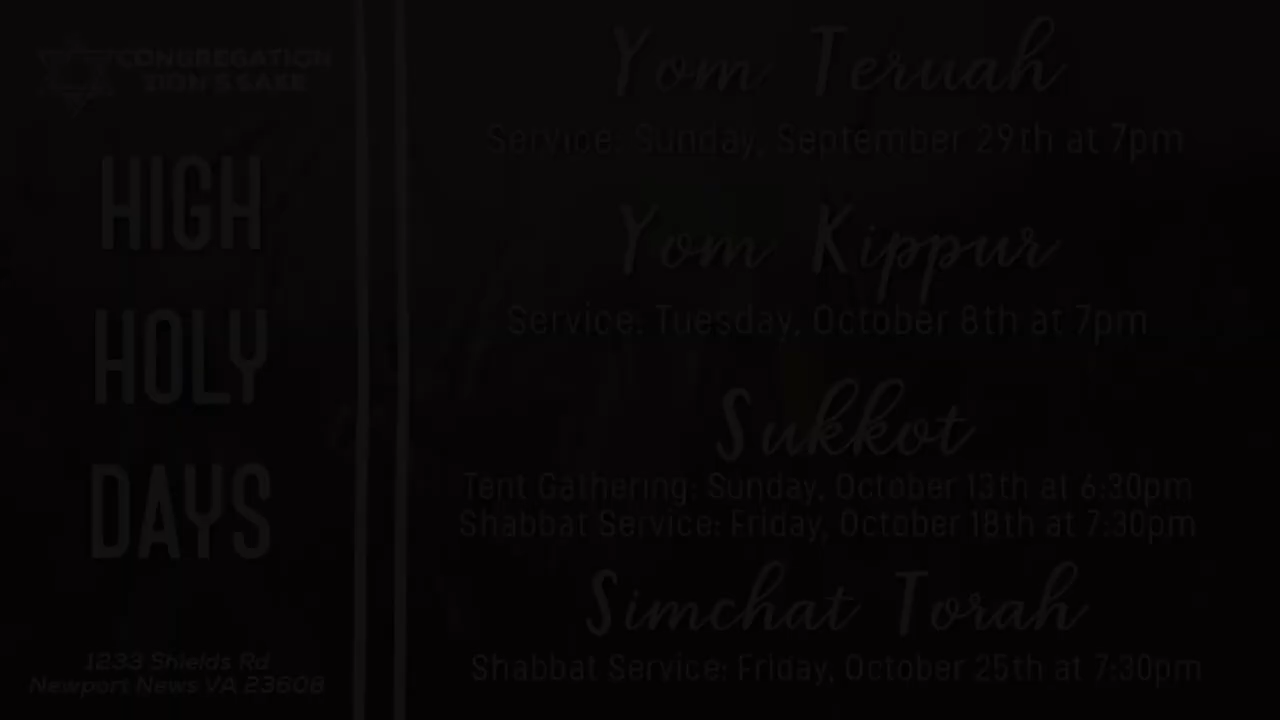 CONGREGATION
ZION'S SAKE
HIGH
HOLY
DAYS
1233 Shields Rd
Newport News VA 23608
Yom Teruah
Service: Sunday, September 29th at 7pm
Yom Kippur
Service: Tuesday, October 8th at 7pm
Sukkot
Tent Gathering: Sunday, October 13th at 6:30pm
Shabbat Service: Friday, October 18th at 7:30pm
Simchat Torah
Shabbat Service: Friday, October 25th at 7:30pm